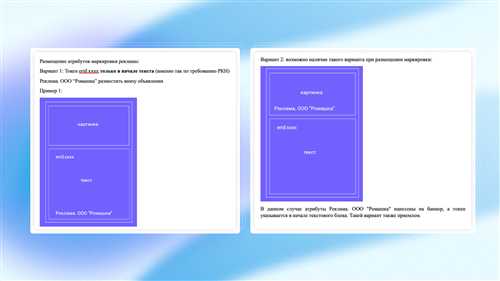 Размещение атрибутов маркировки рекламы:
Вариант 1: Токен erid.xxxx только в начале текста (именно так по требованию РКН)
Реклама. ООО "Ромашка" разместить внизу объявления
Пример 1:
картинка
erid.xxxx
текст
Реклама, ООО "Ромашка"
Вариант 2: возможно наличие такого варианта при размещении маркировки:
картинка
Реклама, ООО "Ромашка"
erid.xxxx
текст
В данном случае атрибуты Реклама. ООО "Ромашка" нанесены на баннер, а токен
указывается в начале текстового блока. Такой вариант также приемлем.